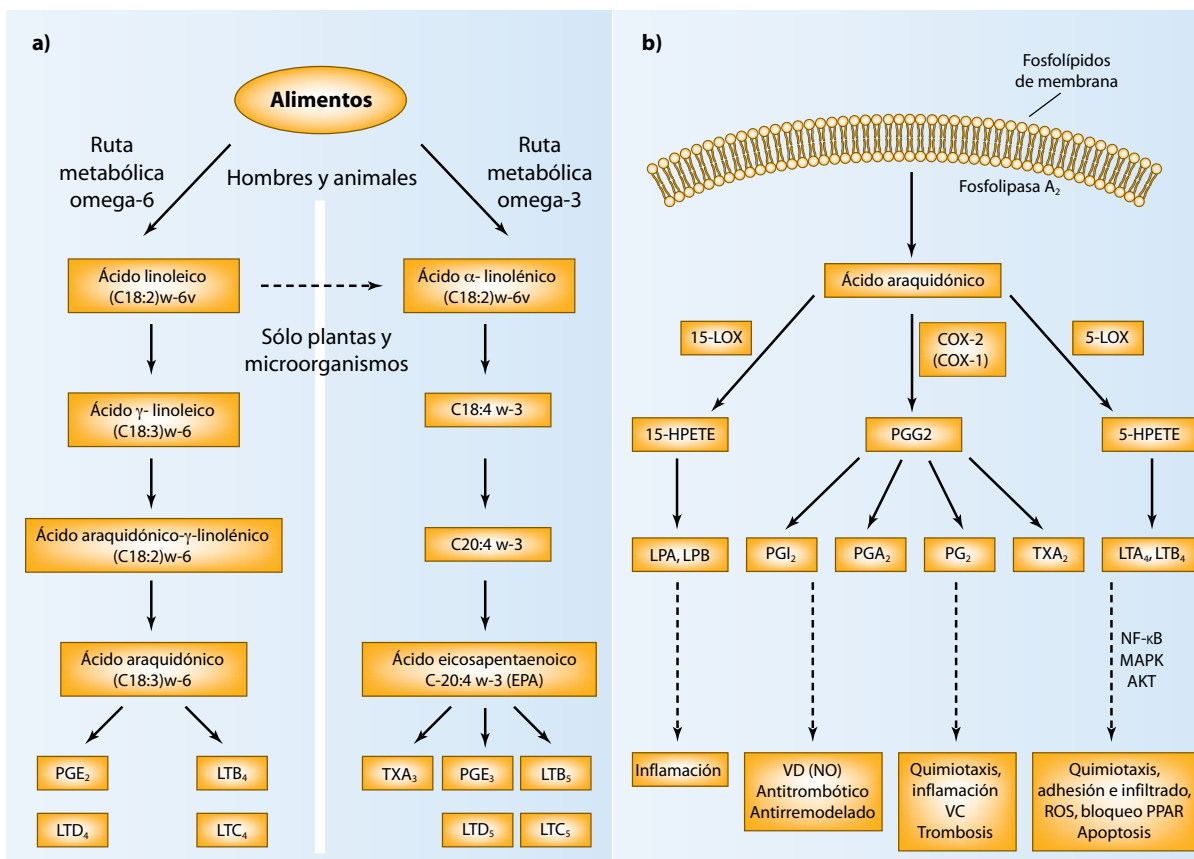 a)
Alimentos
Ruta
metabólica
omega-6
Hombres y animales
Ruta
metabólica
omega-3
Ácido linoleico
(C18:2)w-6v
Ácido α- linolénico
(C18:2)w-6v
Sólo plantas y
microorganismos
Ácido γ- linoleico
(C18:3)w-6
C18:4 w-3
Ácido araquidónico-γ-linolénico
(C18:2)w-6
C20:4 w-3
Ácido araquidónico
(C18:3)w-6
Ácido eicosapentaenoico
C-20:4 w-3 (EPA)
PGE₂
LTB₄
TXA₃
PGE₃
LTB₅
LTD₄
LTC₄
LTD₅
LTC₅
b)
Fosfolípidos
de membrana
Fosfolipasa A₂
Ácido araquidónico
15-LOX
COX-2
(COX-1)
5-LOX
15-HPETE
PGG2
5-HPETE
LPA, LPB
PGI₂
PGA₂
PG₂
TXA₂
LTA₄, LTB₄
NF-κB
MAPK
AKT
Inflamación
VD (NO)
Antitrombótico
Antirremodelado
Quimiotaxis,
inflamación
VC
Trombosis
Quimiotaxis,
adhesión e infiltrado,
ROS, bloqueo PPAR
Apoptosis